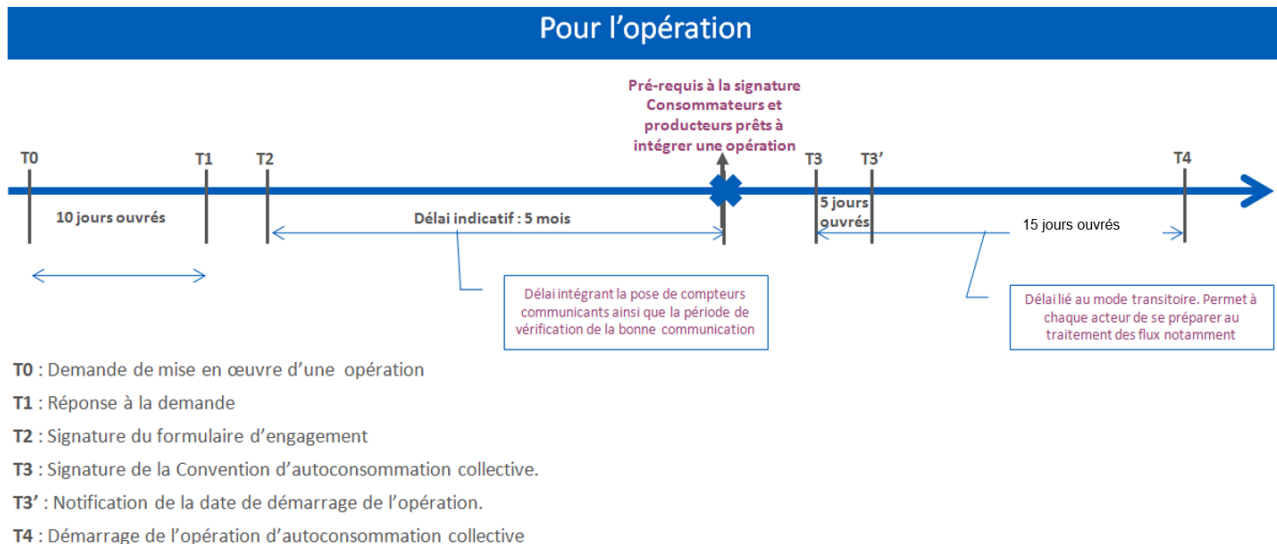 Pour l’opération
Pré-requis à la signature
Consommateurs et
producteurs prêts à
intégrer une opération
T0
T1
T2
T3
T3’
T4
10 jours ouvrés
Délai indicatif : 5 mois
5 jours
ouvrés
15 jours ouvrés
Délai intégrant la pose de compteurs
communicants ainsi que la période de
vérification de la bonne communication
Délai lié au mode transitoire. Permet à
chaque acteur de se préparer au
traitement des flux notamment
T0 : Demande de mise en œuvre d’une opération
T1 : Réponse à la demande
T2 : Signature du formulaire d’engagement
T3 : Signature de la Convention d’autoconsommation collective.
T3’ : Notification de la date de démarrage de l’opération.
T4 : Démarrage de l’opération d’autoconsommation collective